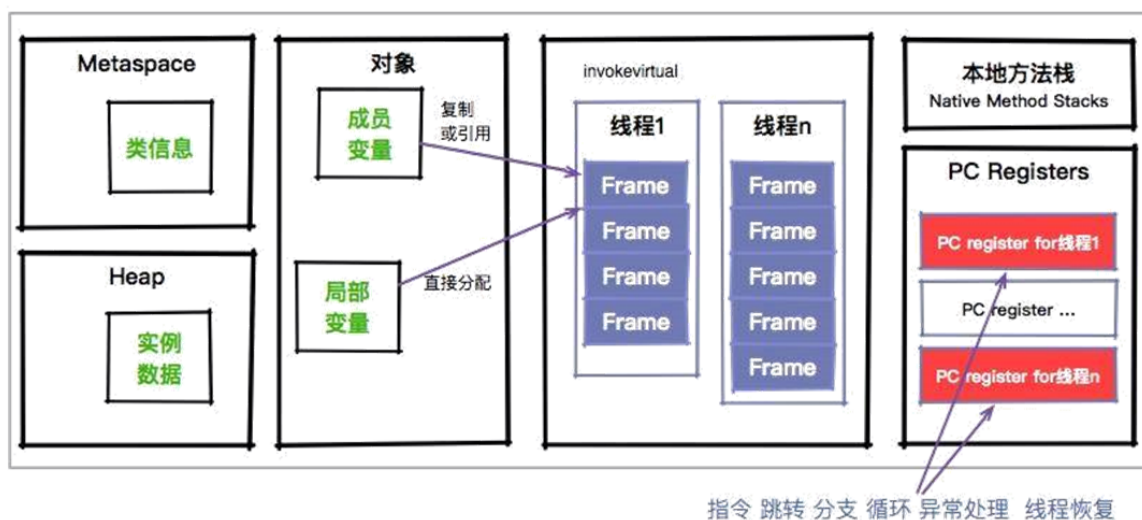 Metaspace
类信息
Heap
实例
数据
对象
成员
变量
复制
或引用
局部
变量
直接分配
invokevirtual
线程1
Frame
Frame
Frame
Frame
线程n
Frame
Frame
Frame
Frame
Frame
本地方法栈
Native Method Stacks
PC Registers
PC register for线程1
PC register ...
PC register for线程n
指令 跳转 分支 循环 异常处理 线程恢复